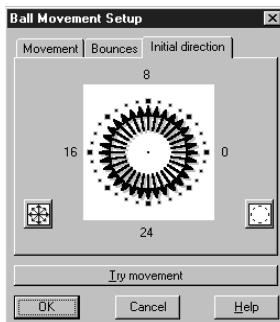 Ball Movement Setup
Movement Bounces Initial direction
8
16 0
24
Try movement
OK Cancel Help